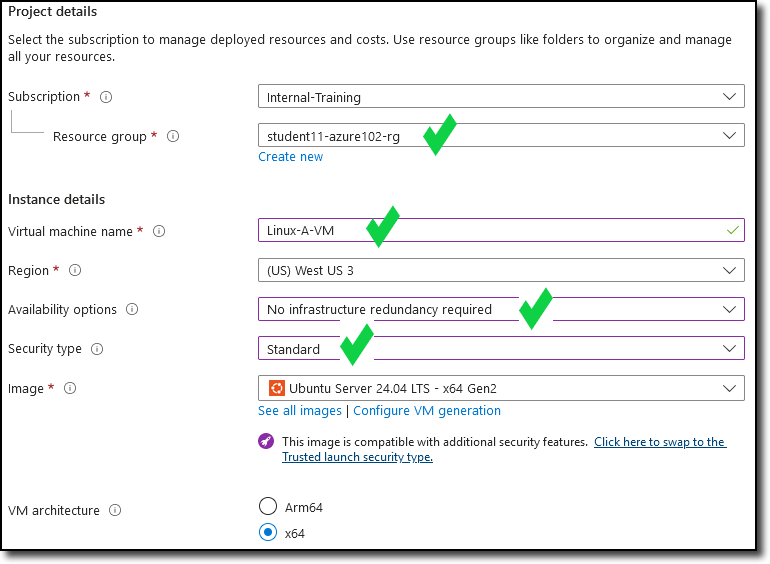 Project details
Select the subscription to manage deployed resources and costs. Use resource groups like folders to organize and manage
all your resources.
Subscription * Internal-Training
Resource group * student11-azure102-rg
Create new
Instance details
Virtual machine name * Linux-A-VM
Region * (US) West US 3
Availability options No infrastructure redundancy required
Security type Standard
Image * Ubuntu Server 24.04 LTS - x64 Gen2
See all images | Configure VM generation
This image is compatible with additional security features. Click here to swap to the
Trusted launch security type.
VM architecture Arm64
x64